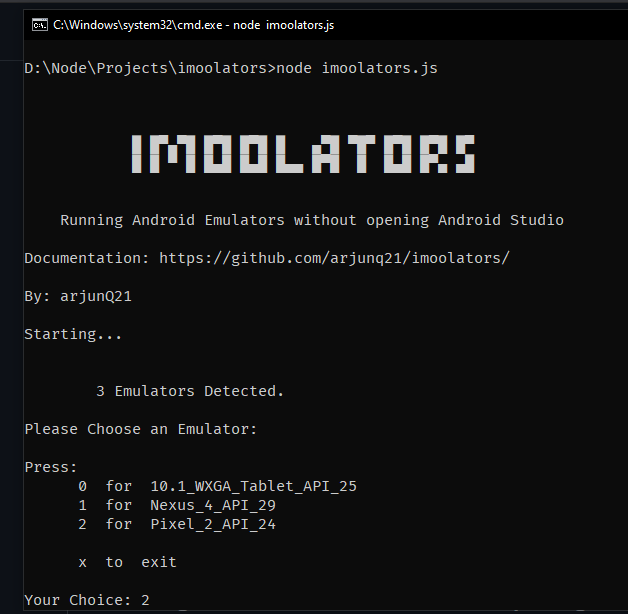 C:\Windows\system32\cmd.exe - node imoolators.js
D:\Node\Projects\imoolators>node imoolators.js
IMOOLATORS
Running Android Emulators without opening Android Studio
Documentation: https://github.com/arjunq21/imoolators/
By: arjunQ21
Starting...
3 Emulators Detected.
Please Choose an Emulator:
Press:
0 for 10.1_WXGA_Tablet_API_25
1 for Nexus_4_API_29
2 for Pixel_2_API_24
x to exit
Your Choice: 2